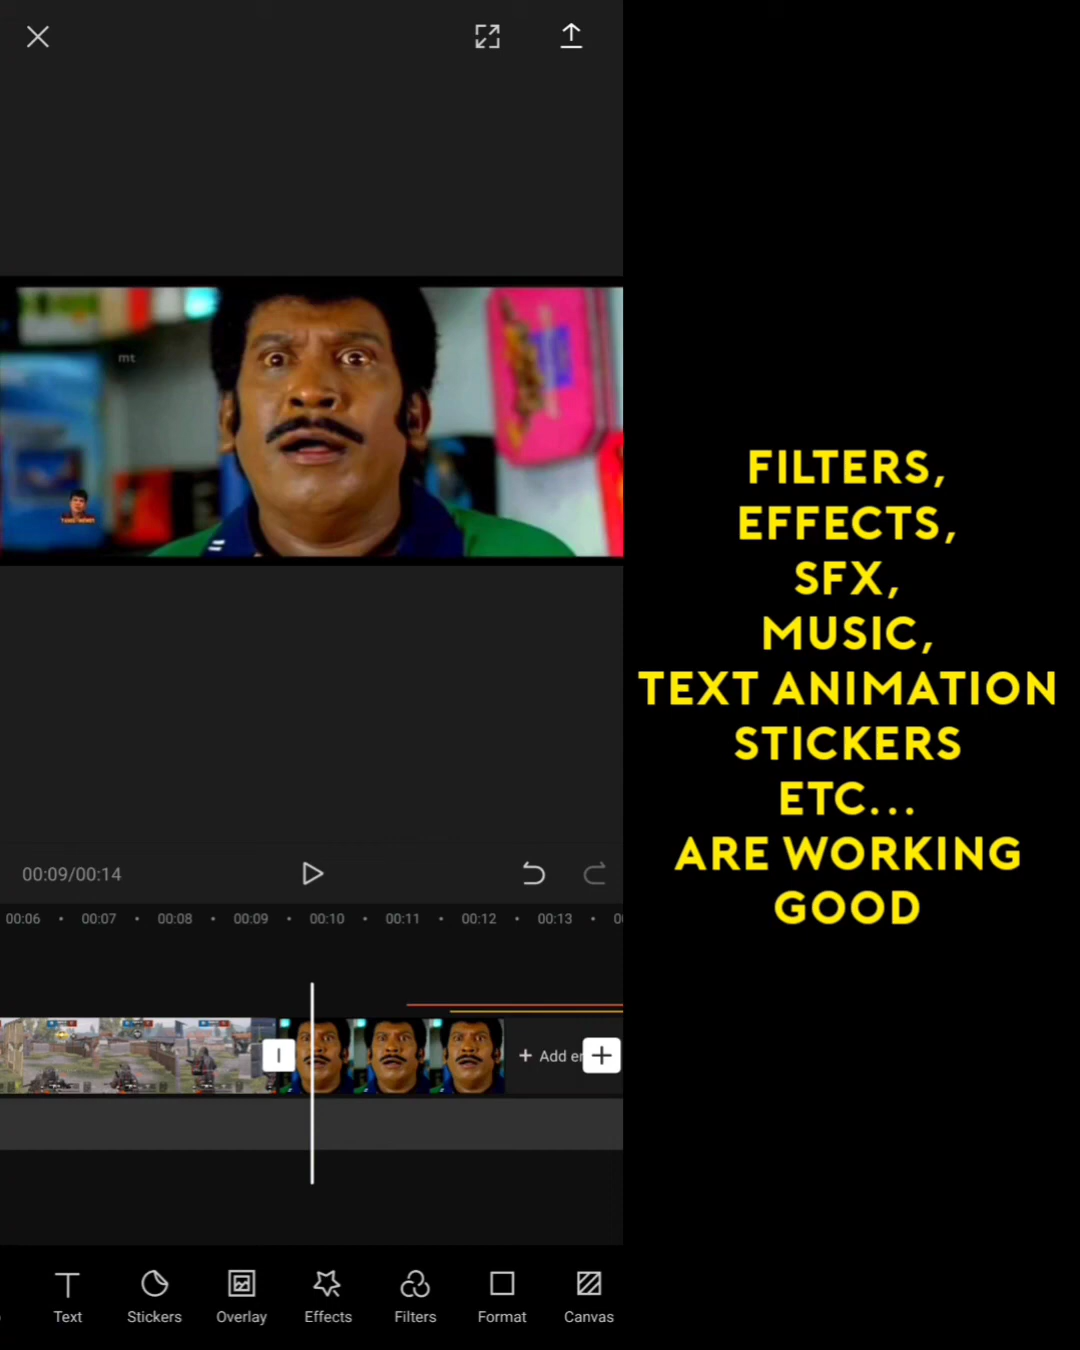 mt
00:09/00:14
00:06 00:07 00:08 00:09 00:10 00:11 00:12 00:13
+ Add en
Text Stickers Overlay Effects Filters Format Canvas
FILTERS,
EFFECTS,
SFX,
MUSIC,
TEXT ANIMATION
STICKERS
ETC...
ARE WORKING
GOOD